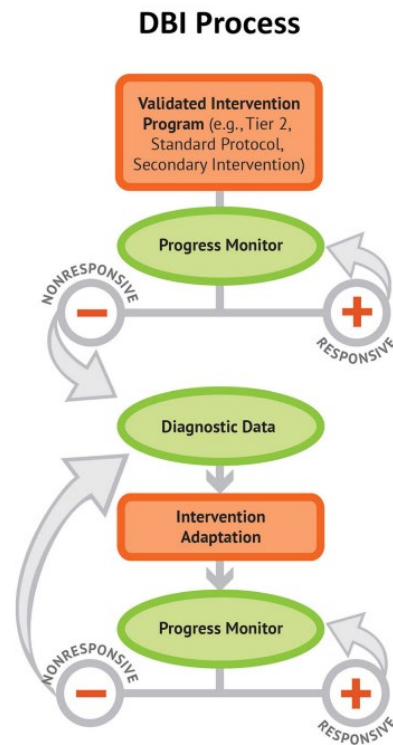 DBI Process
Validated Intervention
Program (e.g., Tier 2,
Standard Protocol,
Secondary Intervention)
Progress Monitor
NONRESPONSIVE
RESPONSIVE
Diagnostic Data
Intervention
Adaptation
Progress Monitor
NONRESPONSIVE
RESPONSIVE